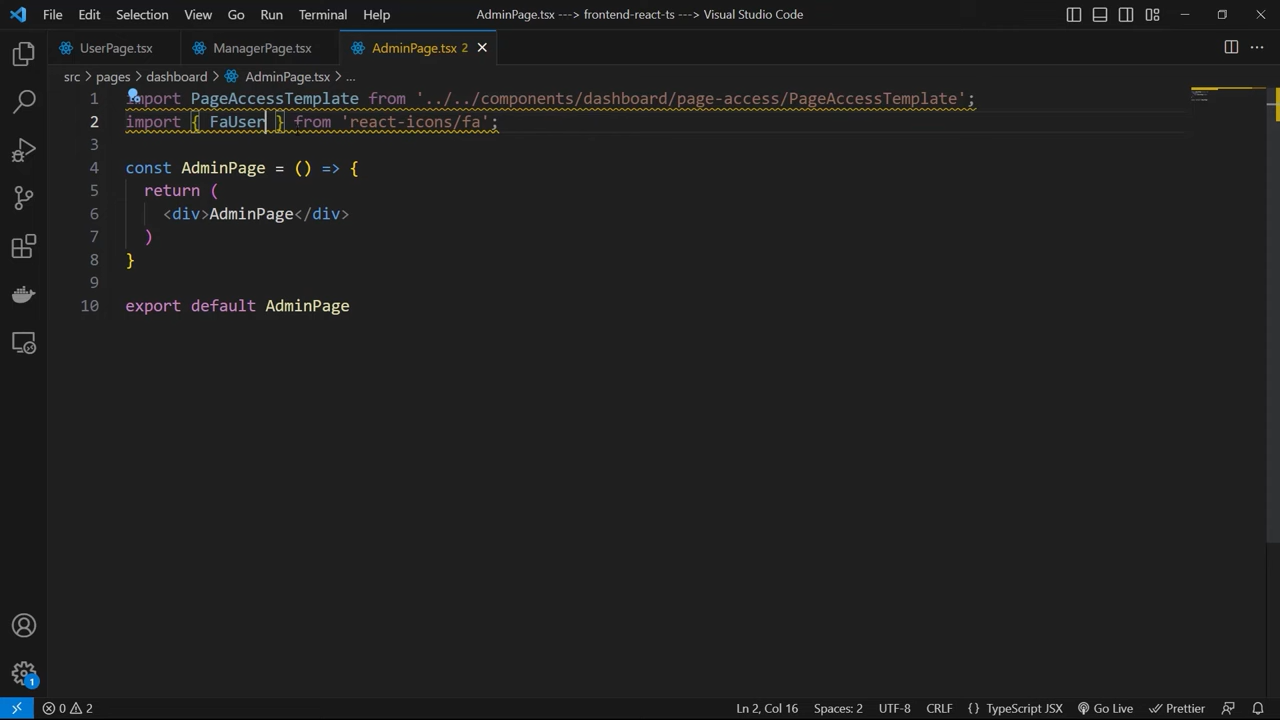 File Edit Selection View Go Run Terminal Help AdminPage.tsx ---> frontend-react-ts ---> Visual Studio Code
UserPage.tsx ManagerPage.tsx AdminPage.tsx 2
src > pages > dashboard > AdminPage.tsx > ...
1 import PageAccessTemplate from '../../components/dashboard/page-access/PageAccessTemplate';
2 import { FaUser } from 'react-icons/fa';
3
4 const AdminPage = () => {
5 return (
6 <div>AdminPage</div>
7 )
8 }
9
10 export default AdminPage
1
0 2 Ln 2, Col 16 Spaces: 2 UTF-8 CRLF {} TypeScript JSX Go Live Prettier